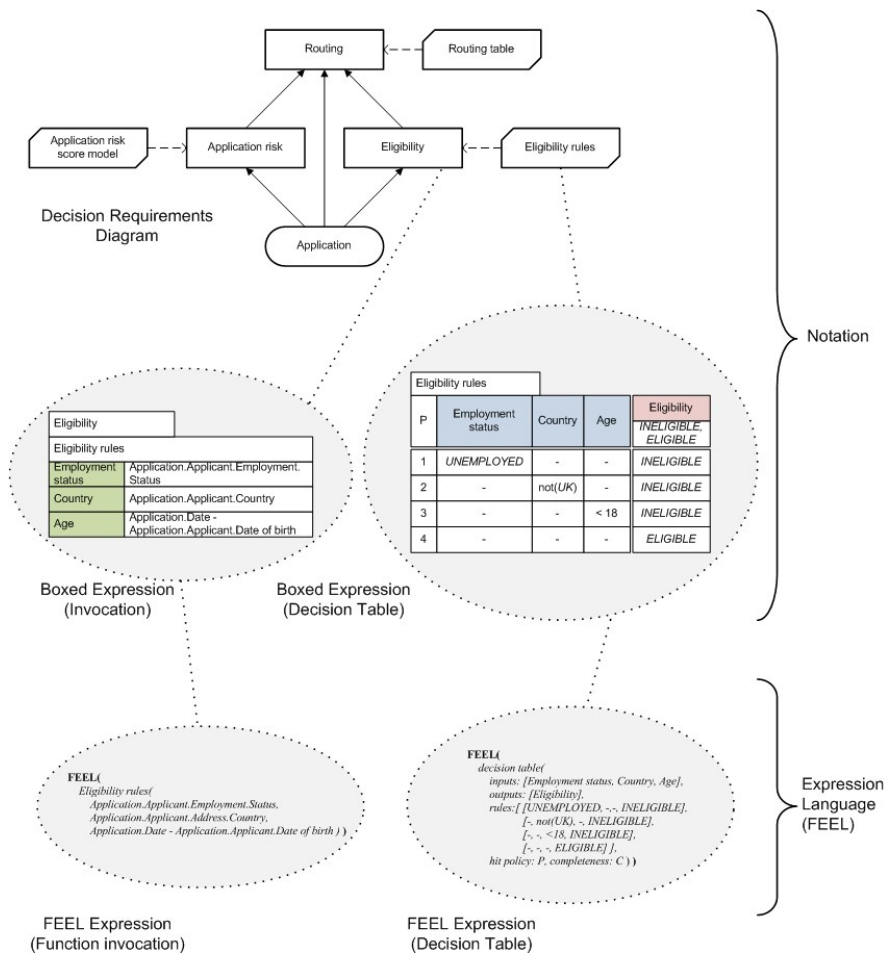 Routing
Routing table
Application risk
score model
Application risk
Eligibility
Eligibility rules
Decision Requirements
Diagram
Application
Notation
Eligibility
Eligibility rules
Employment
status
Application.Applicant.Employment.
Status
Country
Application.Applicant.Country
Age
Application.Date -
Application.Applicant.Date of birth
Boxed Expression
(Invocation)
Eligibility rules
P
Employment
status
Country
Age
Eligibility
INELIGIBLE,
ELIGIBLE
1 UNEMPLOYED - - INELIGIBLE
2 - not(UK) - INELIGIBLE
3 - - < 18 INELIGIBLE
4 - - - ELIGIBLE
Boxed Expression
(Decision Table)
FEEL(
Eligibility rules(
Application.Applicant.Employment.Status,
Application.Applicant.Address.Country,
Application.Date - Application.Applicant.Date of birth ) )
FEEL Expression
(Function invocation)
FEEL(
decision table(
inputs: [Employment status, Country, Age],
outputs: [Eligibility],
rules:[ [UNEMPLOYED, -,-, INELIGIBLE],
[-, not(UK), -, INELIGIBLE],
[-, -, <18, INELIGIBLE],
[-, -, -, ELIGIBLE] ],
hit policy: P, completeness: C ) )
FEEL Expression
(Decision Table)
Expression
Language
(FEEL)